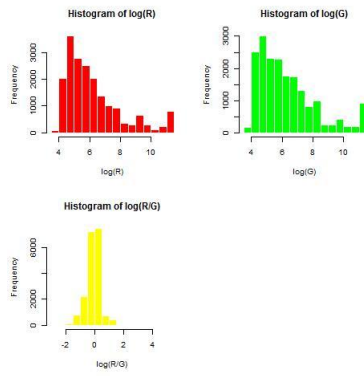 Histogram of log(R)
Frequency
0 1000 2000 3000
4 6 8 10
log(R)
Histogram of log(G)
Frequency
0 1000 2000 3000
4 6 8 10
log(G)
Histogram of log(R/G)
Frequency
0 2000 6000
-2 0 2 4
log(R/G)